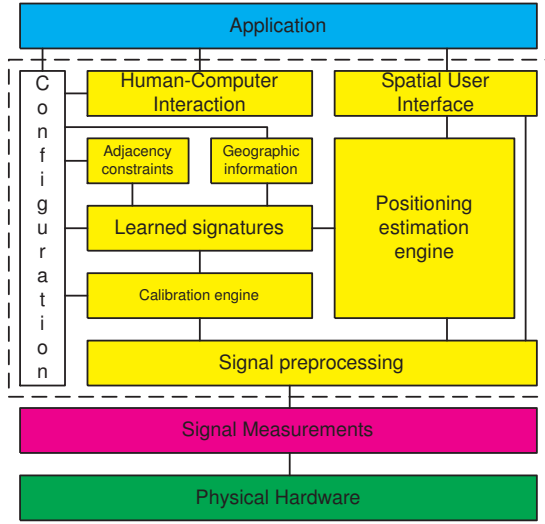 Application
Configuration
Human-Computer
Interaction
Spatial User
Interface
Adjacency
constraints
Geographic
information
Positioning
estimation
engine
Learned signatures
Calibration engine
Signal preprocessing
Signal Measurements
Physical Hardware